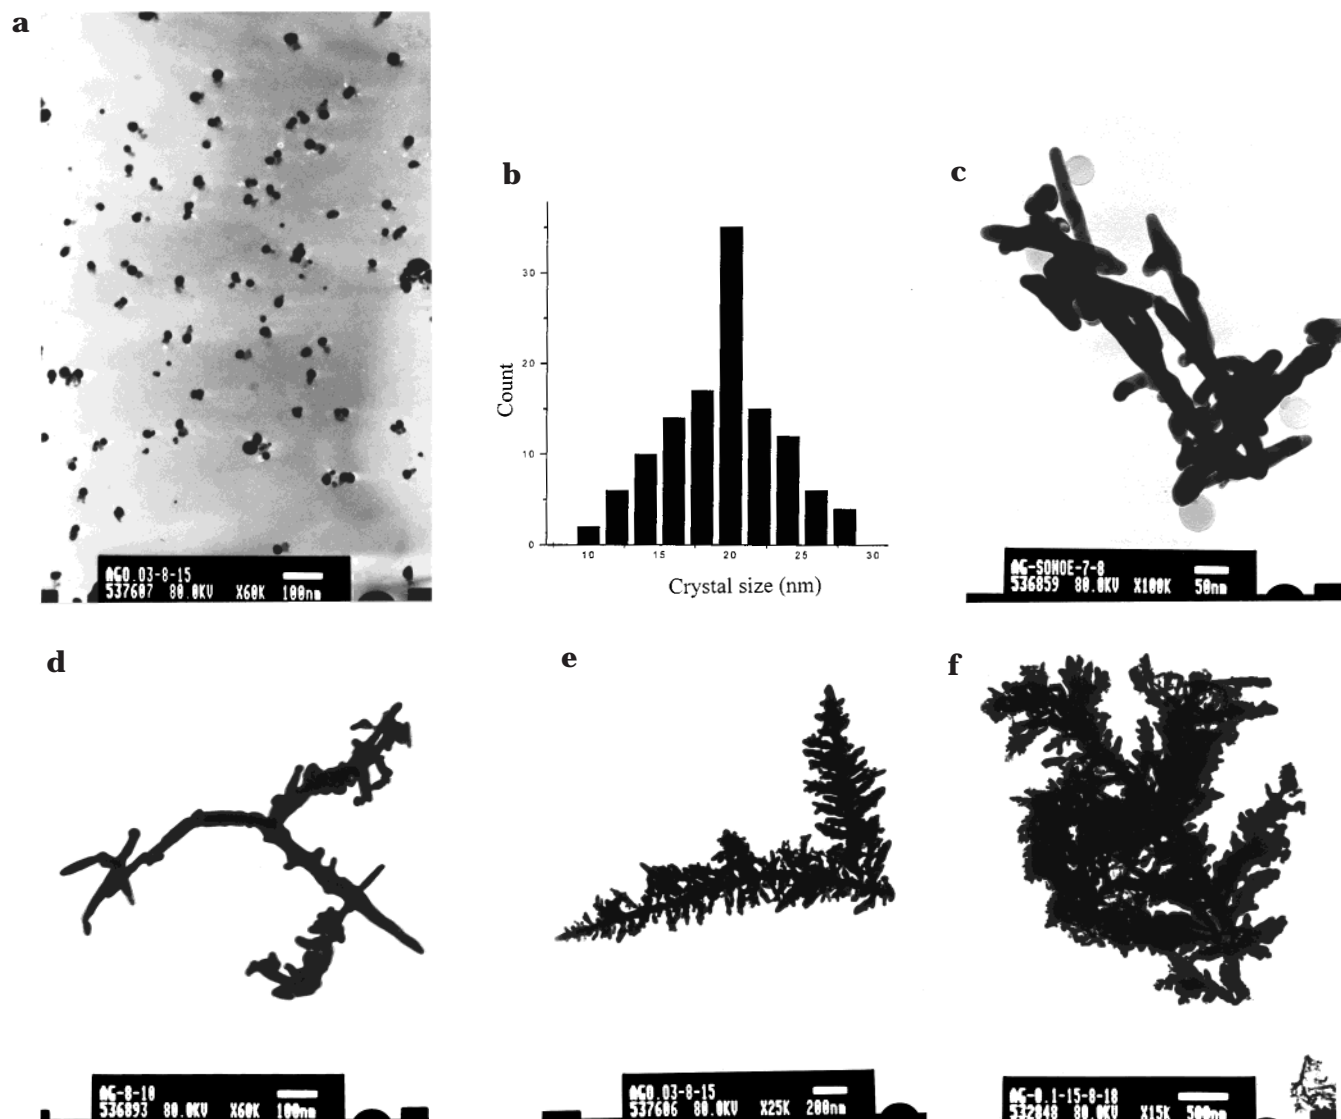 a
AG0.03-8-15
537607 80.0KV X60K 100nm
b
Count
30
20
10
0
10 15 20 25 30
Crystal size (nm)
c
AG-SONOE-7-8
536859 80.0KV X100K 50nm
d
AG-8-10
536893 80.0KV X60K 100nm
e
AG0.03-8-15
537606 80.0KV X25K 200nm
f
AG-0.1-15-8-18
532848 80.0KV X15K 500nm